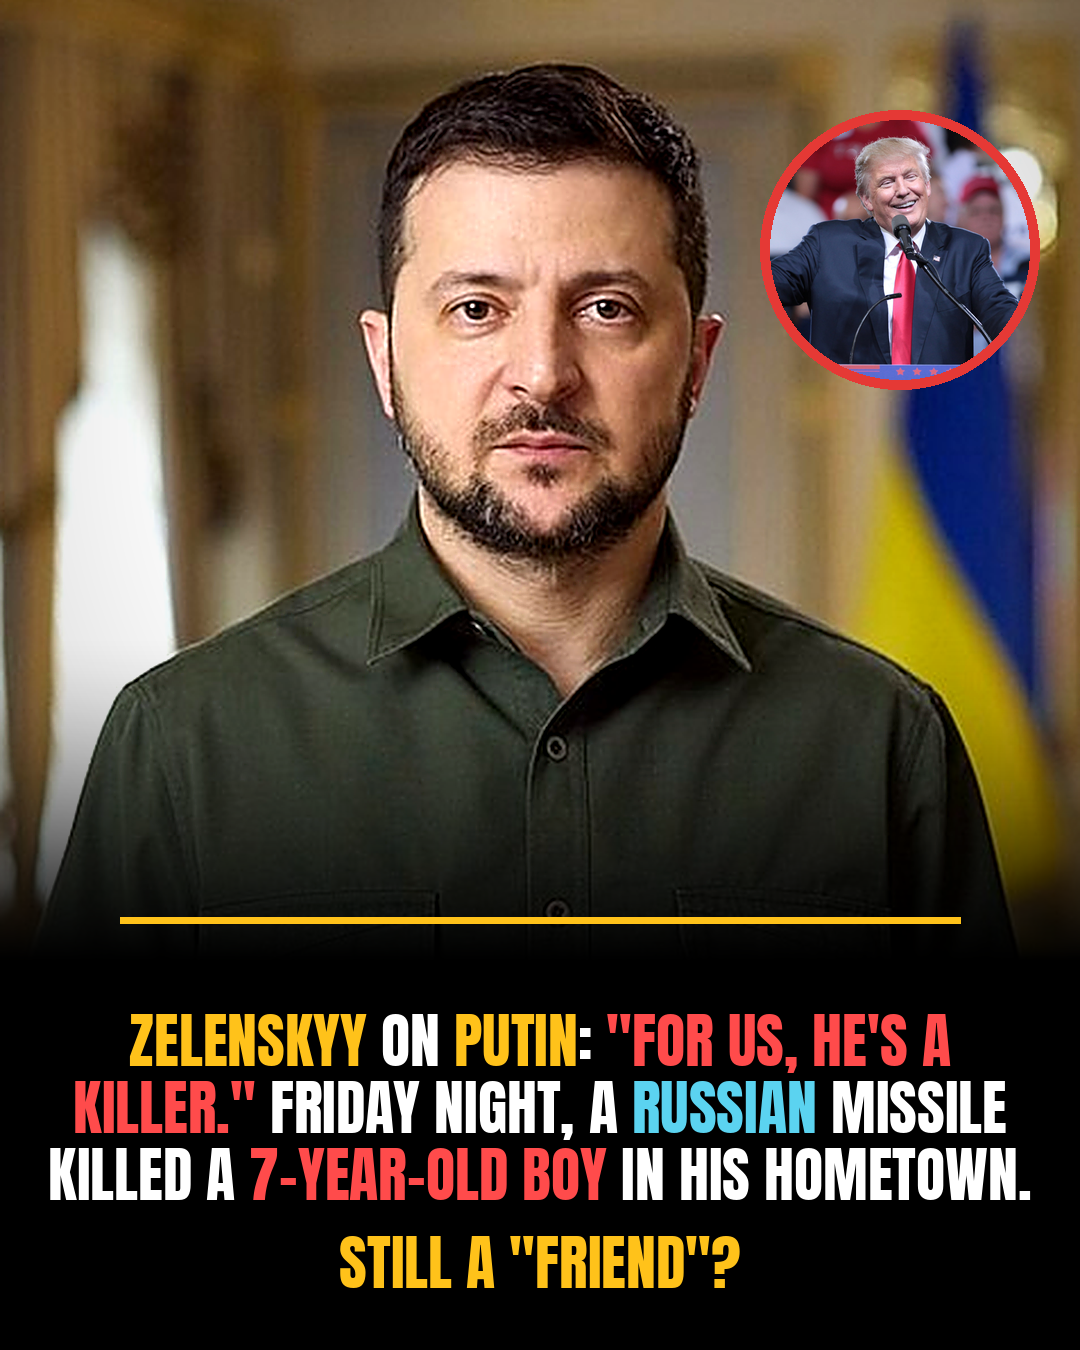 ZELENSKYY ON PUTIN: "FOR US, HE'S A
KILLER." FRIDAY NIGHT, A RUSSIAN MISSILE
KILLED A 7-YEAR-OLD BOY IN HIS HOMETOWN.
STILL A "FRIEND"?